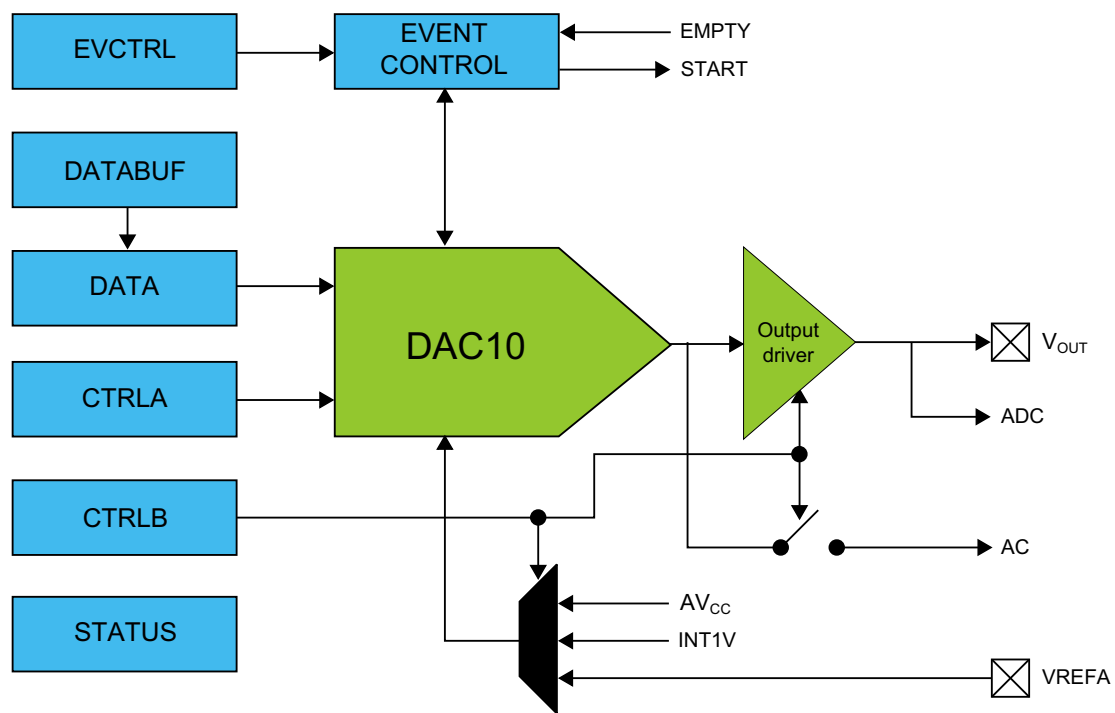 EVCTRL
EVENT
CONTROL
EMPTY
START
DATABUF
DATA
DAC10
Output
driver
VOUT
CTRLA
ADC
CTRLB
AC
STATUS
AVCC
INT1V
VREFA